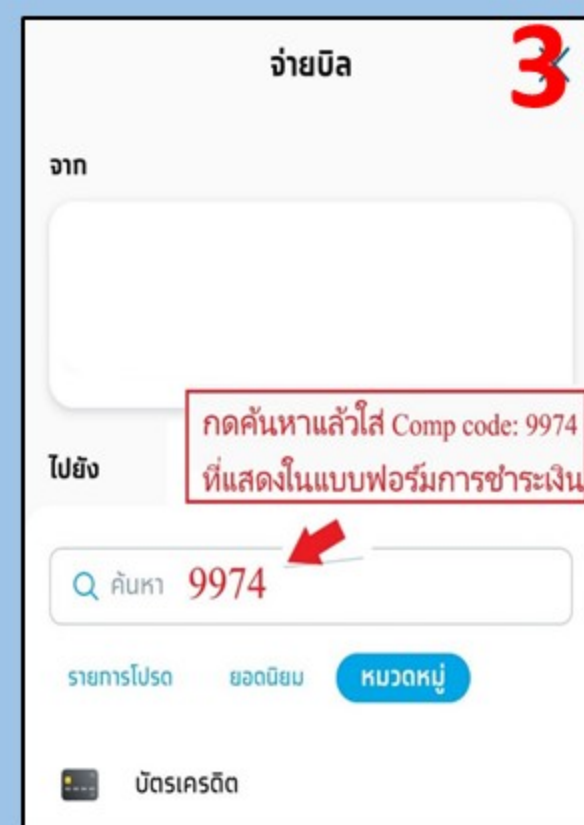 จ่ายบิล
3
จาก
กดค้นหาแล้วใส่ Comp code: 9974
ที่แสดงในแบบฟอร์มการชำระเงิน
ไปยัง
ค้นหา 9974
รายการโปรด ยอดนิยม หมวดหมู่
บัตรเครดิต